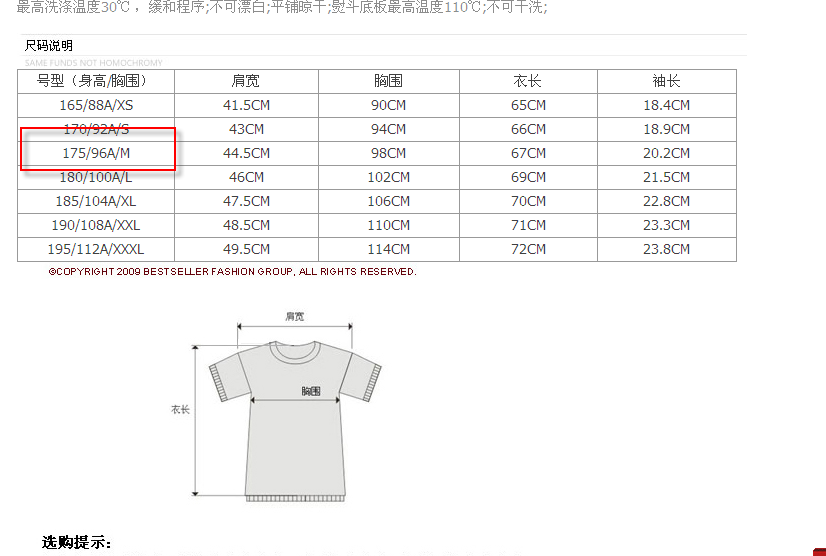 最高洗涤温度30℃，缓和程序;不可漂白;平铺晾干;熨斗底板最高温度110℃;不可干洗;
尺码说明
SAME FUNDS NOT HOMOCHROMY
号型（身高/胸围） 肩宽 胸围 衣长 袖长
165/88A/XS 41.5CM 90CM 65CM 18.4CM
170/92A/S 43CM 94CM 66CM 18.9CM
175/96A/M 44.5CM 98CM 67CM 20.2CM
180/100A/L 46CM 102CM 69CM 21.5CM
185/104A/XL 47.5CM 106CM 70CM 22.8CM
190/108A/XXL 48.5CM 110CM 71CM 23.3CM
195/112A/XXXL 49.5CM 114CM 72CM 23.8CM
©COPYRIGHT 2009 BESTSELLER FASHION GROUP, ALL RIGHTS RESERVED.
肩宽
胸围
衣长
选购提示：